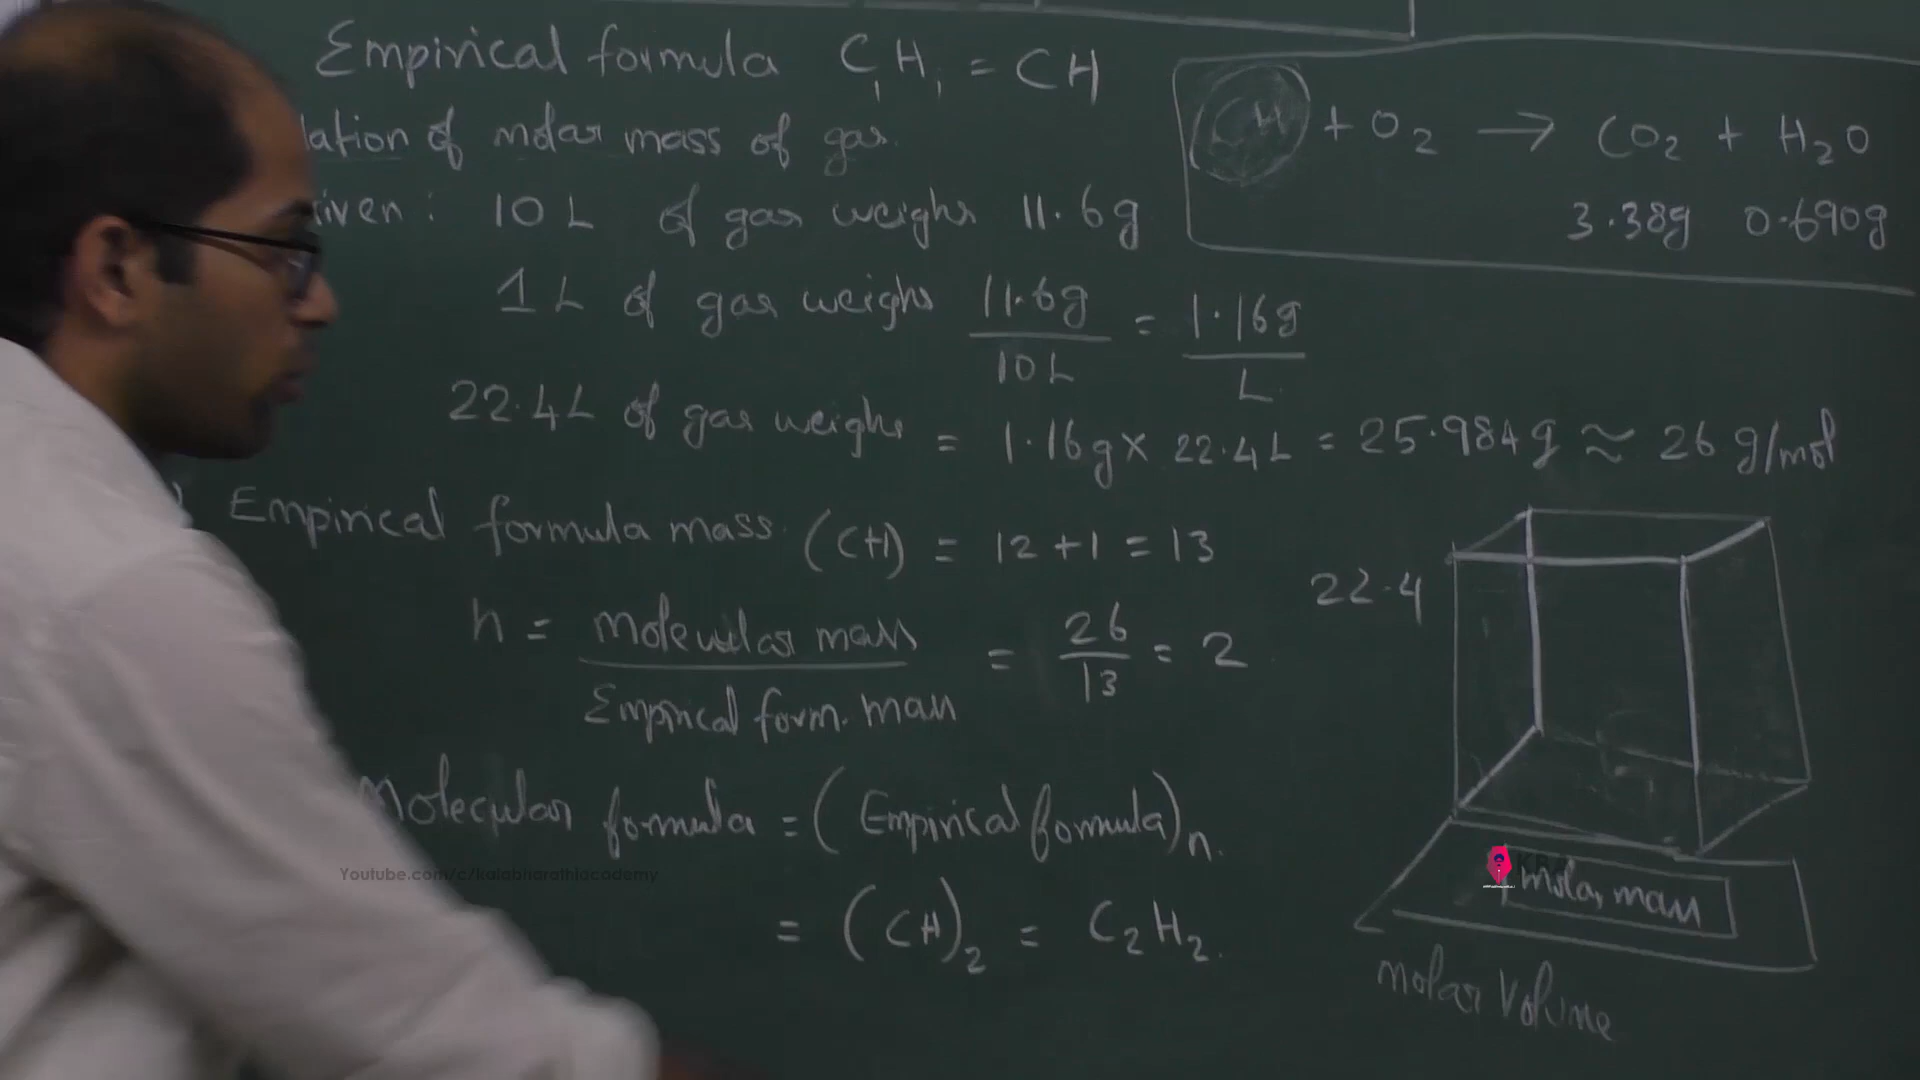 Empirical formula C1H1 = CH
lation of molar mass of gas
iven : 10 L of gas weighs 11.6g
1 L of gas weighs 11.6g / 10 L = 1.16g / L
22.4L of gas weighs = 1.16g x 22.4L = 25.984g ≈ 26 g/mol
Empirical formula mass (CH) = 12 + 1 = 13
n = molecular mass / Empirical form. mass = 26 / 13 = 2
Molecular formula = (Empirical formula)n.
= (CH)2 = C2H2.
CH + O2 → CO2 + H2O
3.38g 0.690g
22.4
molar mass
molar Volume
Youtube.com/c/kalabharathiacademy